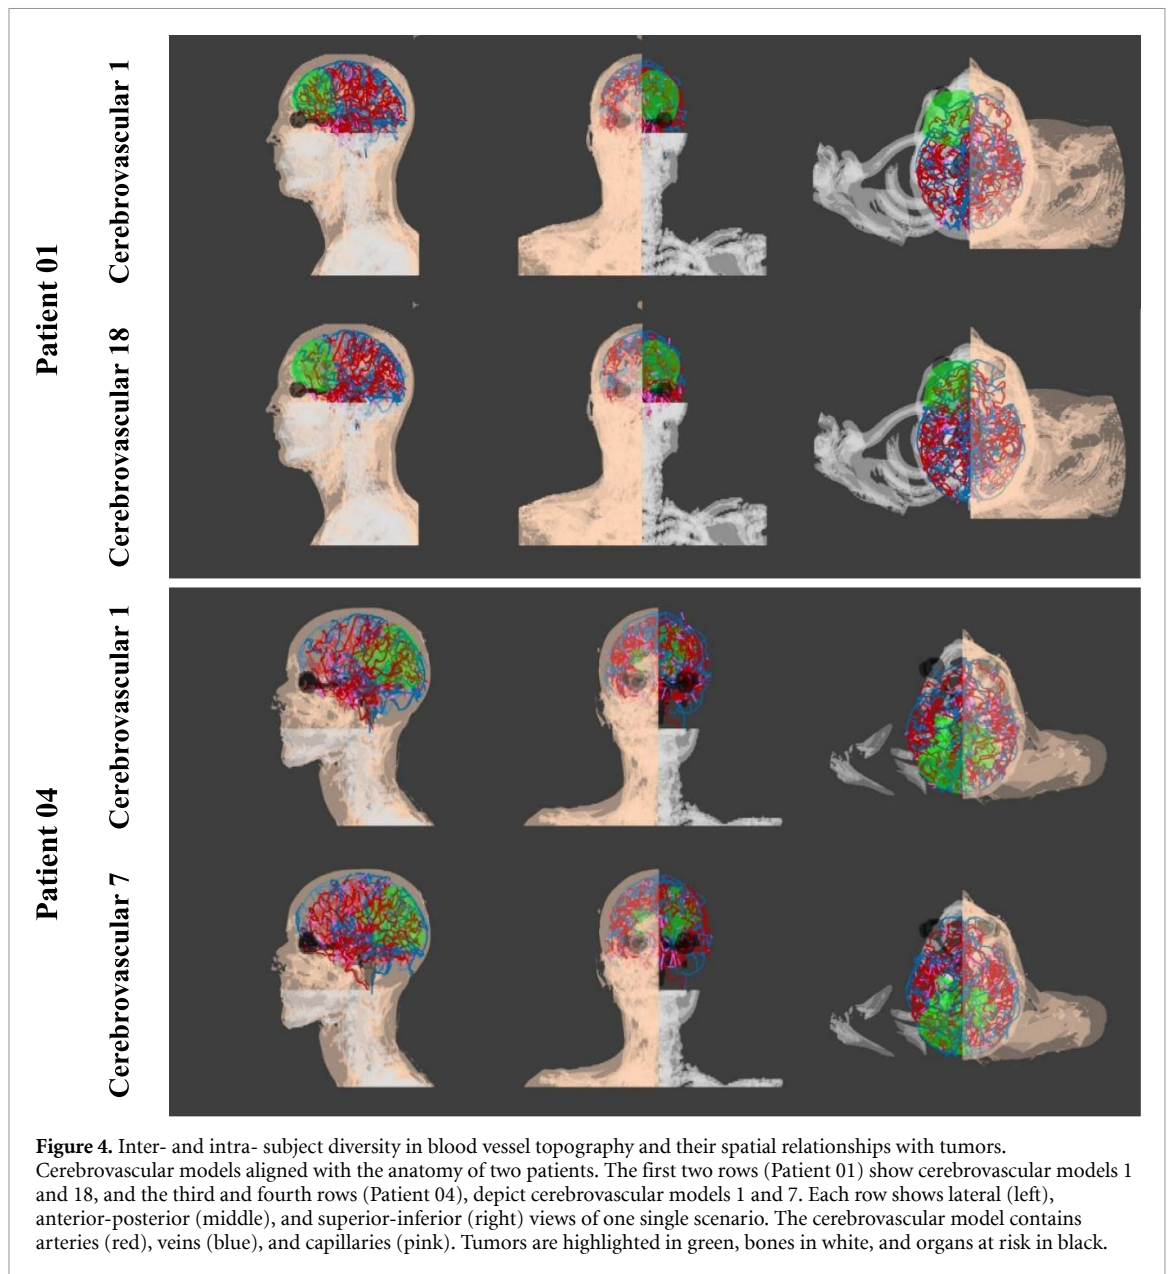 Patient 01
Cerebrovascular 1
Cerebrovascular 18
Patient 04
Cerebrovascular 1
Cerebrovascular 7
Figure 4. Inter- and intra- subject diversity in blood vessel topography and their spatial relationships with tumors.
Cerebrovascular models aligned with the anatomy of two patients. The first two rows (Patient 01) show cerebrovascular models 1
and 18, and the third and fourth rows (Patient 04), depict cerebrovascular models 1 and 7. Each row shows lateral (left),
anterior-posterior (middle), and superior-inferior (right) views of one single scenario. The cerebrovascular model contains
arteries (red), veins (blue), and capillaries (pink). Tumors are highlighted in green, bones in white, and organs at risk in black.